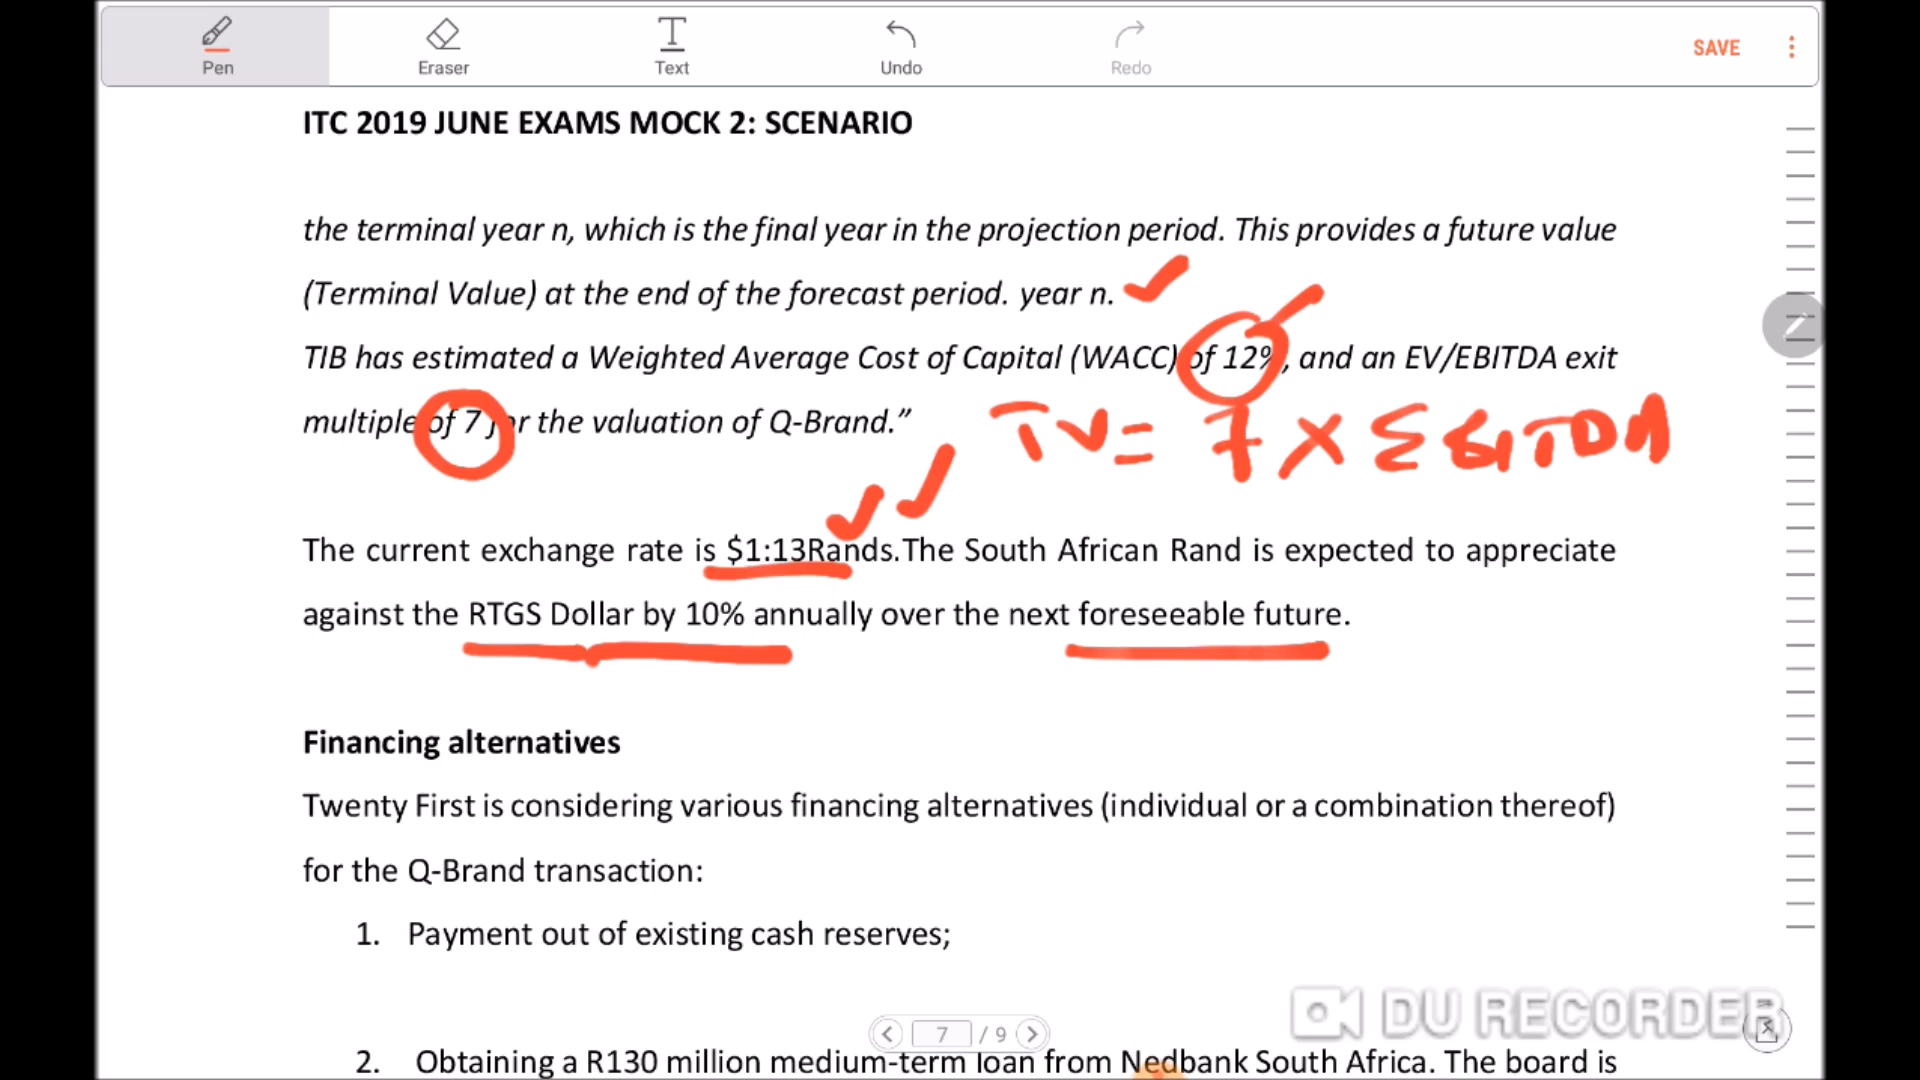 Pen
Eraser
Text
Undo
Redo
SAVE
ITC 2019 JUNE EXAMS MOCK 2: SCENARIO
the terminal year n, which is the final year in the projection period. This provides a future value
(Terminal Value) at the end of the forecast period. year n.
TIB has estimated a Weighted Average Cost of Capital (WACC) of 12%, and an EV/EBITDA exit
multiple of 7 for the valuation of Q-Brand.”
TV = 7 X EBITDA
The current exchange rate is $1:13Rands.The South African Rand is expected to appreciate
against the RTGS Dollar by 10% annually over the next foreseeable future.
Financing alternatives
Twenty First is considering various financing alternatives (individual or a combination thereof)
for the Q-Brand transaction:
1. Payment out of existing cash reserves;
DU RECORDER
7 / 9
2. Obtaining a R130 million medium-term loan from Nedbank South Africa. The board is